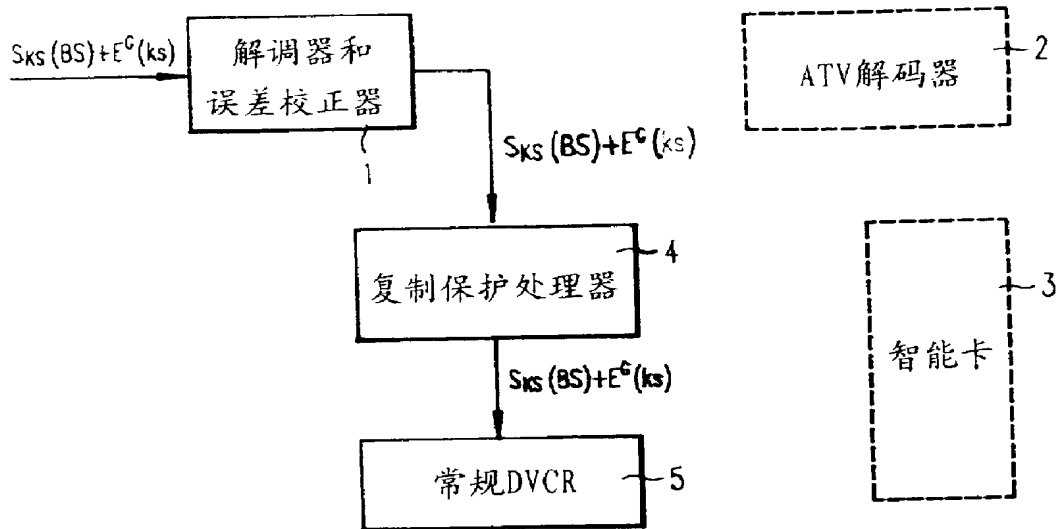 S_KS(BS)+E^G(ks)
解调器和
误差校正器
1
ATV解码器
2
S_KS(BS)+E^G(ks)
复制保护处理器
4
智能卡
3
S_KS(BS)+E^G(ks)
常规DVCR
5